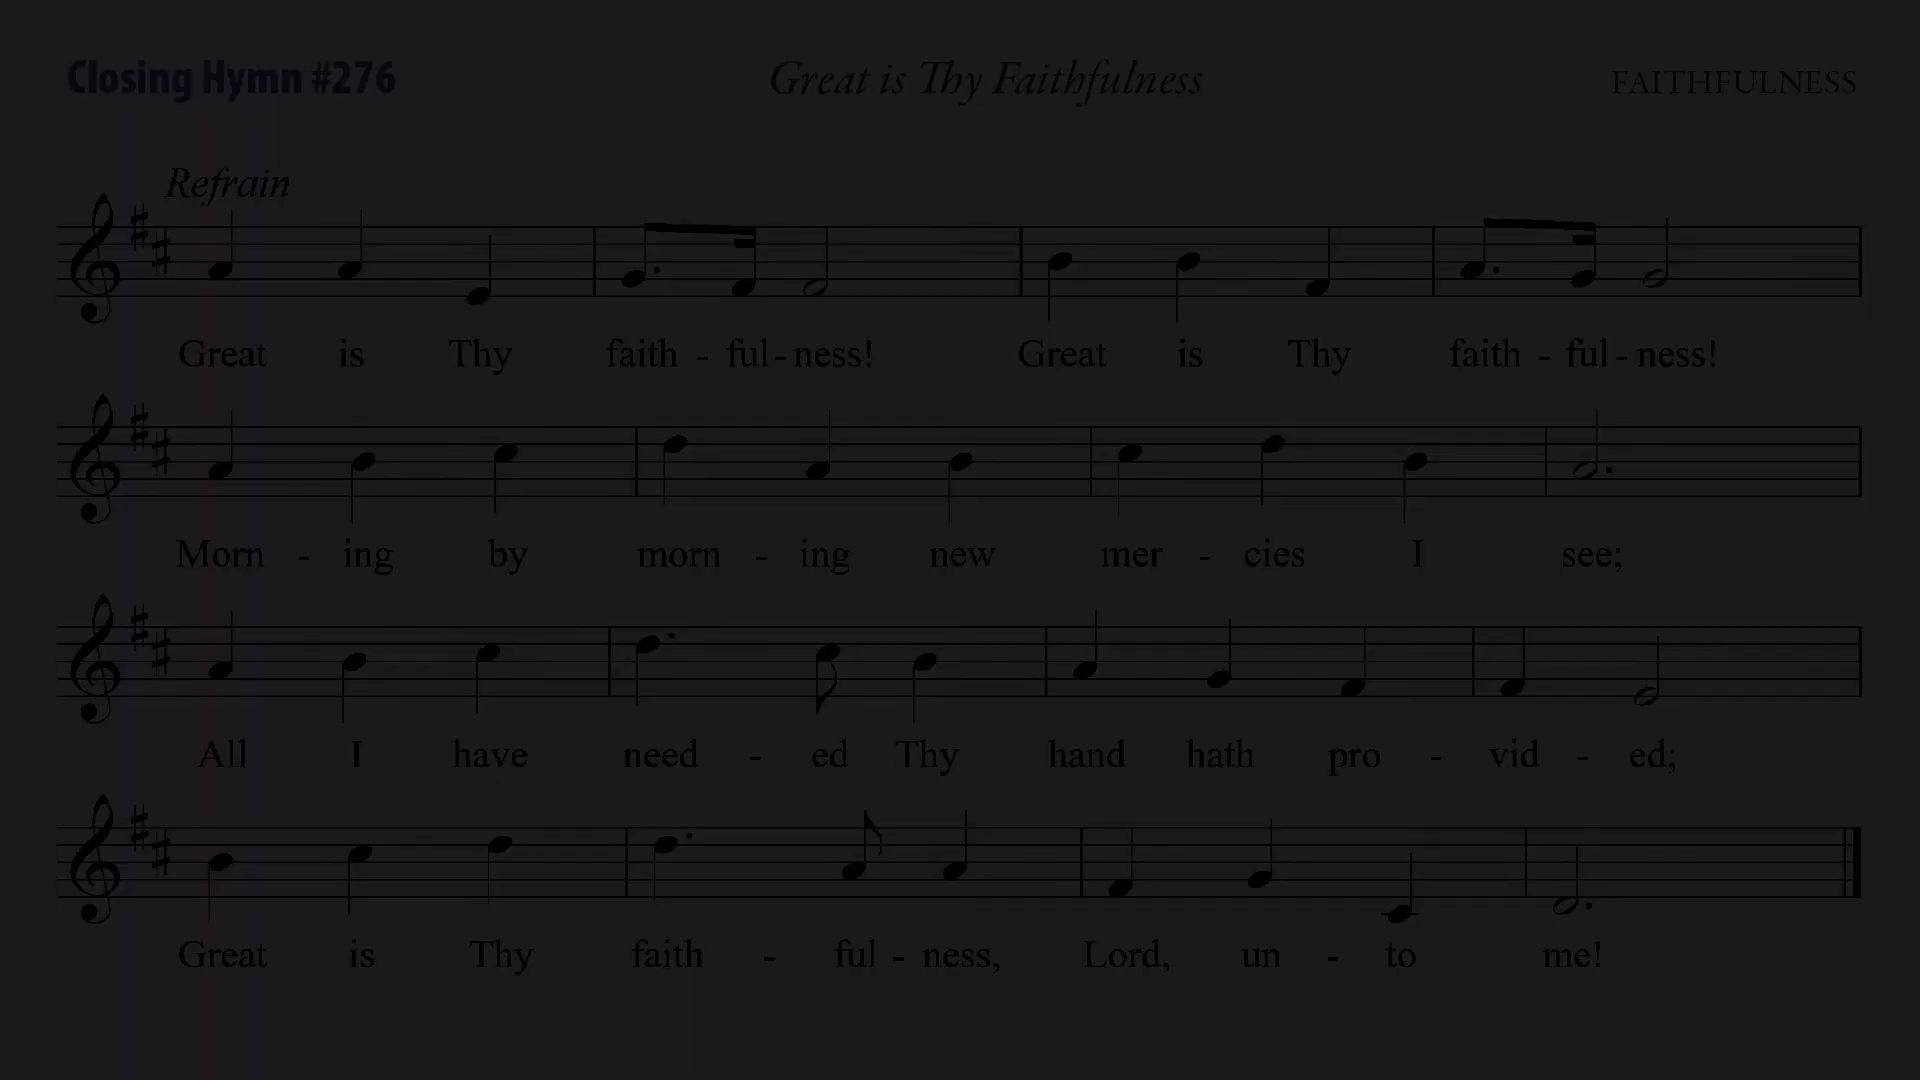 Closing Hymn #276 Great is Thy Faithfulness FAITHFULNESS
Refrain
Great is Thy faith - ful - ness! Great is Thy faith - ful - ness!
Morn - ing by morn - ing new mer - cies I see;
All I have need - ed Thy hand hath pro - vid - ed;
Great is Thy faith - ful - ness, Lord, un - to me!